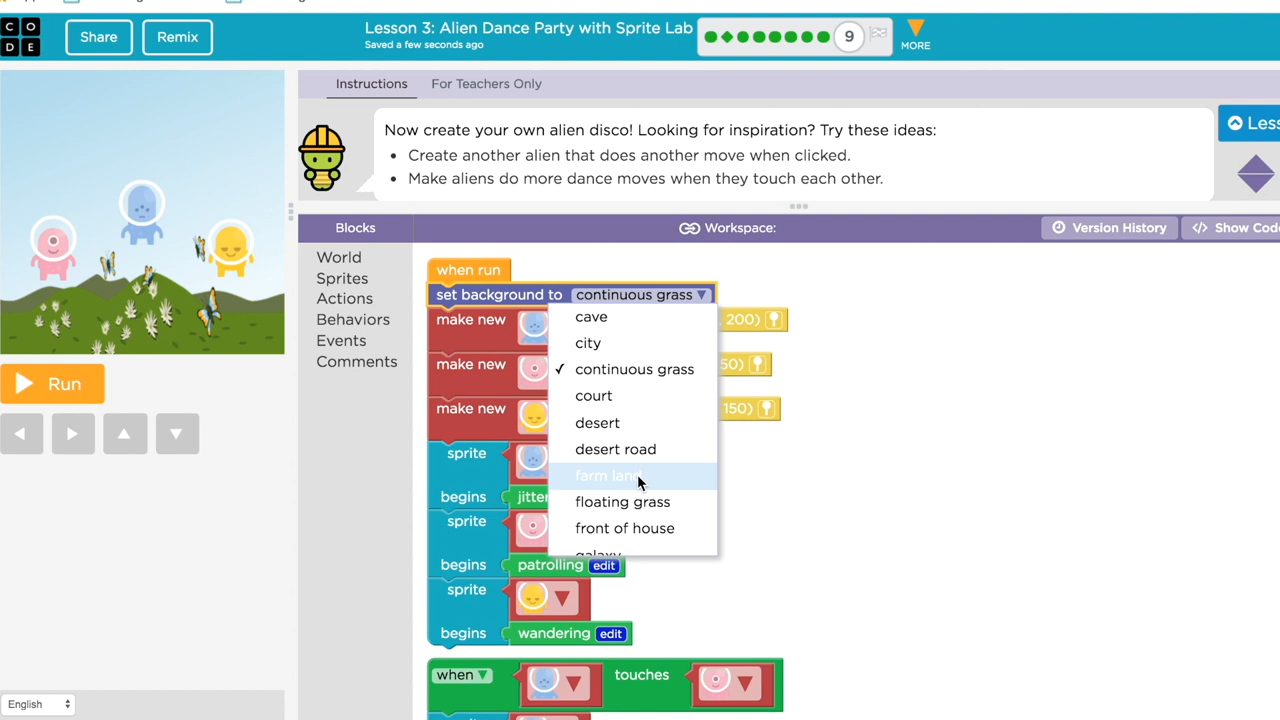 C O
D E
Share
Remix
Lesson 3: Alien Dance Party with Sprite Lab
Saved a few seconds ago
9
MORE
Instructions
For Teachers Only
Now create your own alien disco! Looking for inspiration? Try these ideas:
• Create another alien that does another move when clicked.
• Make aliens do more dance moves when they touch each other.
Less
Blocks
Workspace:
Version History
</> Show Code
World
Sprites
Actions
Behaviors
Events
Comments
Run
when run
set background to continuous grass
cave
city
✓ continuous grass
court
desert
desert road
farm land
floating grass
front of house
galaxy
make new
200)
make new
50)
make new
150)
sprite
begins jitter
sprite
begins patrolling edit
sprite
begins wandering edit
when touches
English